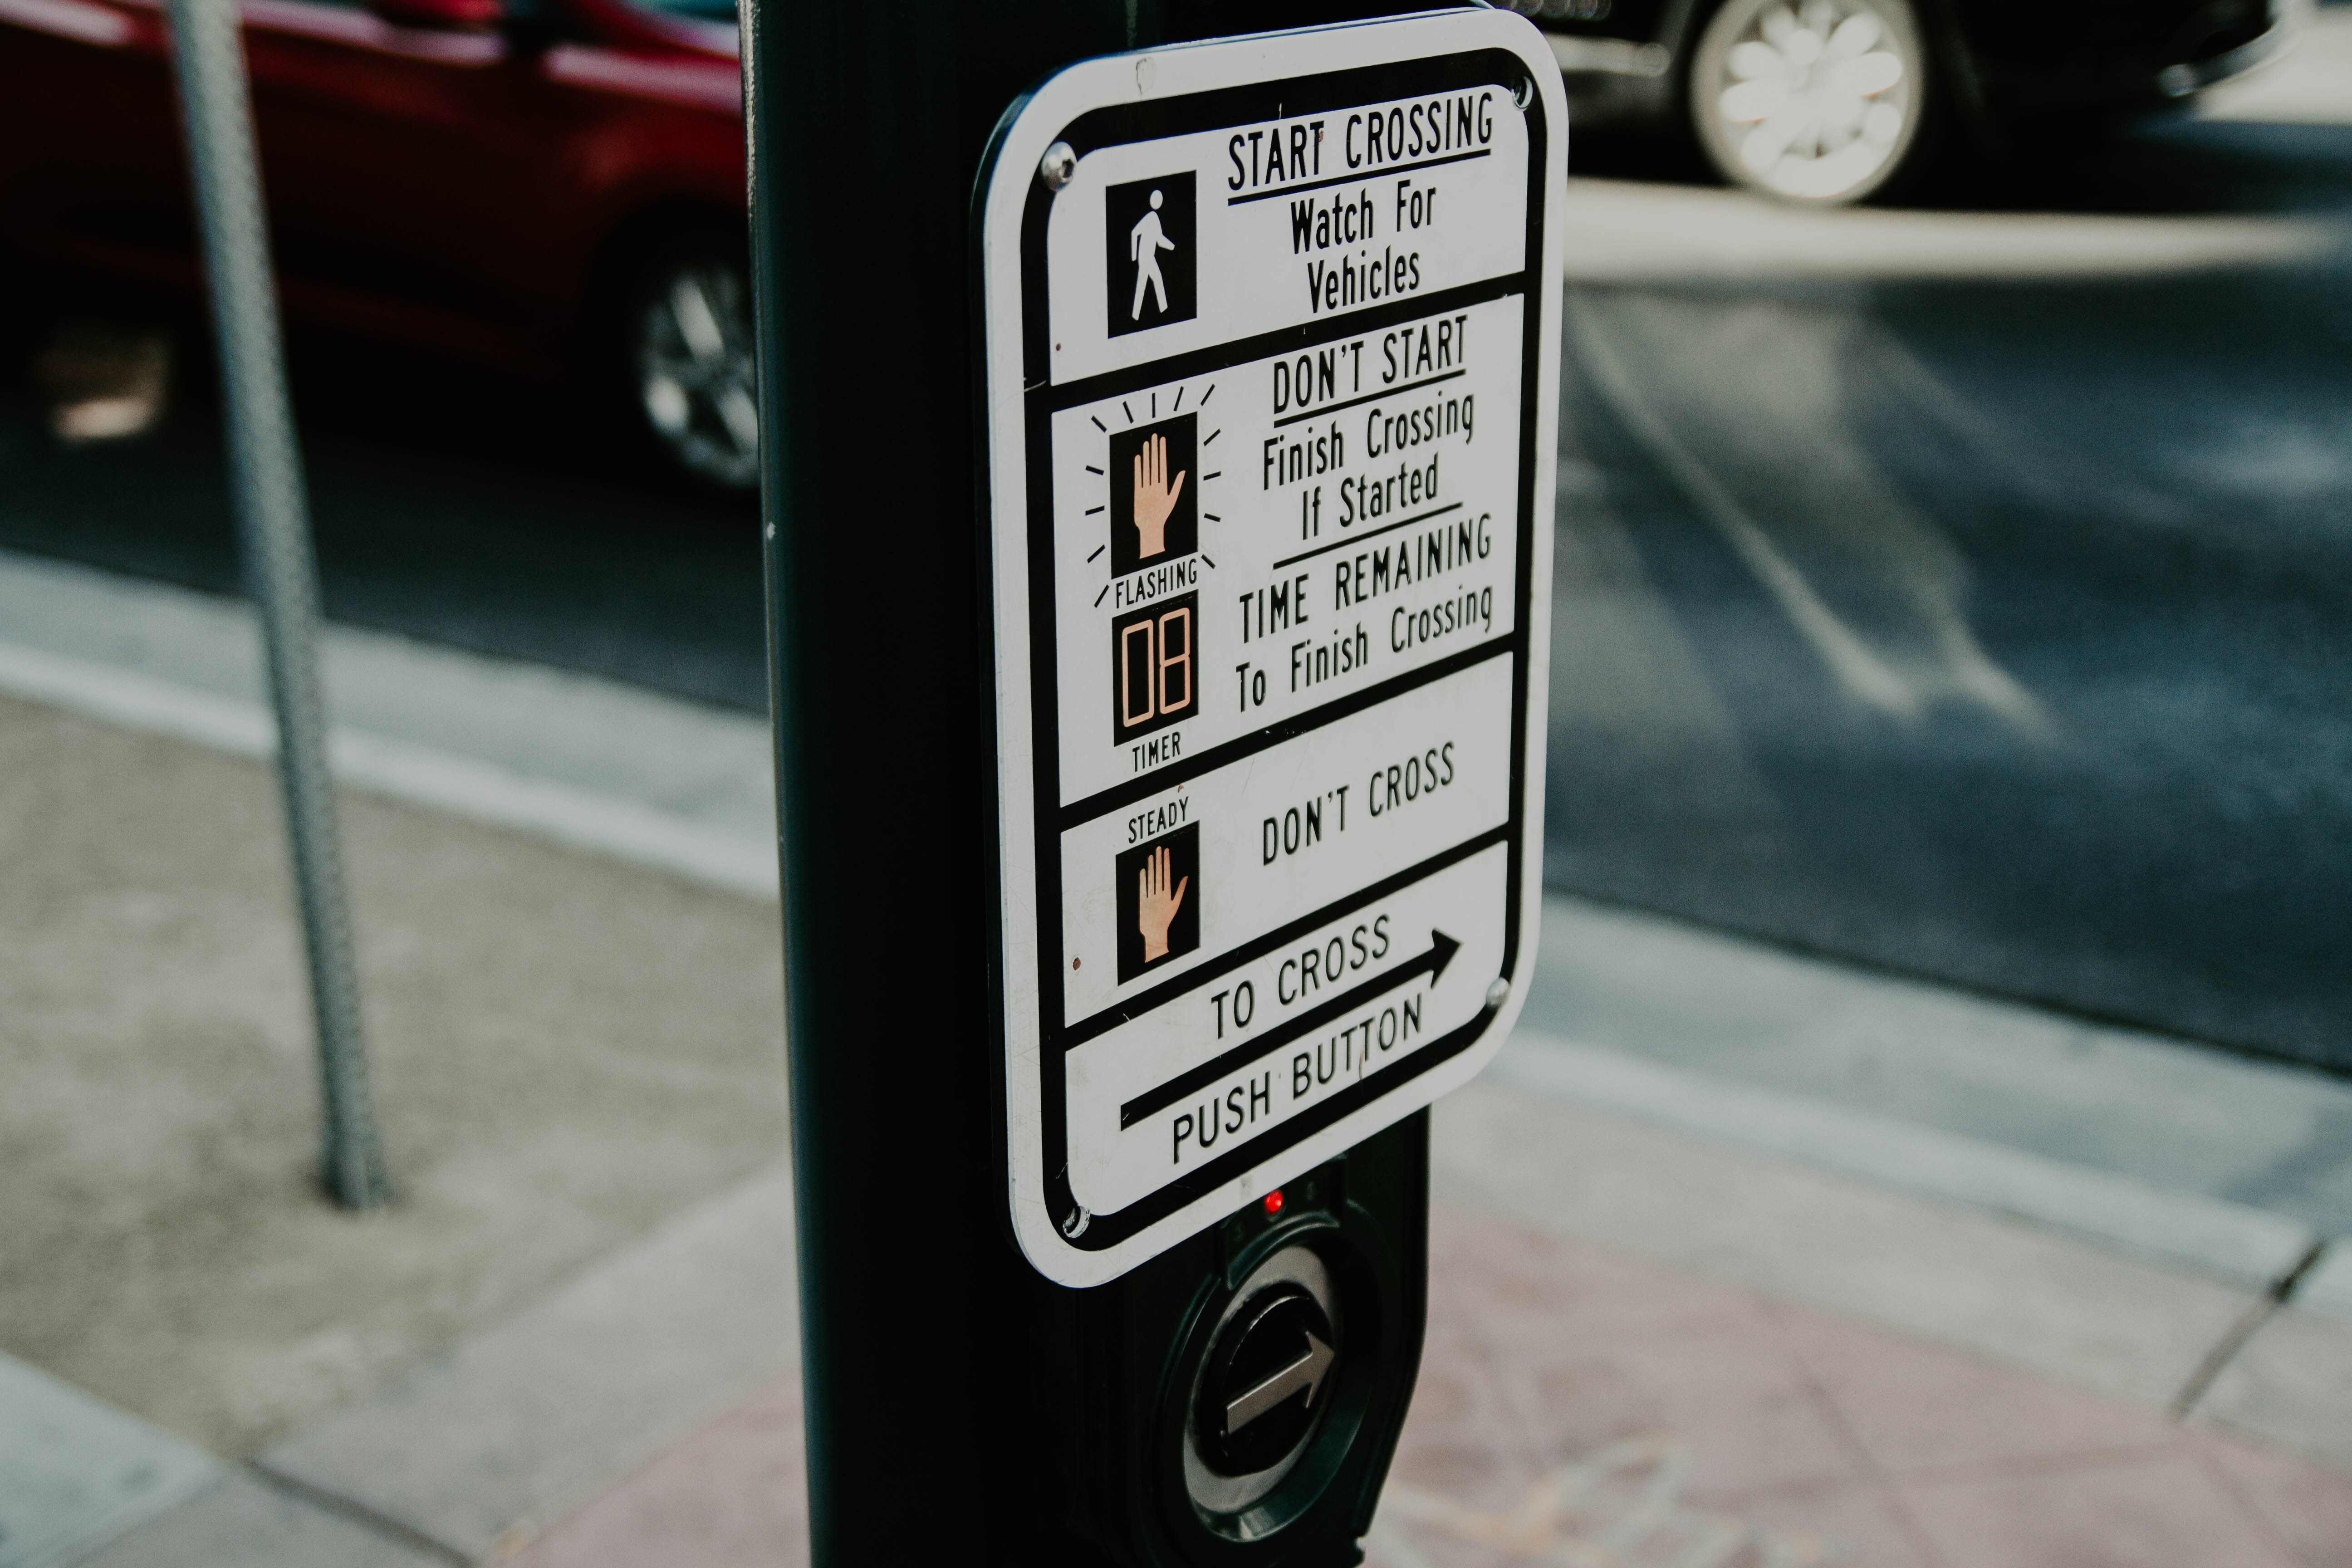 START CROSSING
Watch For
Vehicles
DON'T START
Finish Crossing
If Started
FLASHING
TIME REMAINING
To Finish Crossing
08
TIMER
STEADY
DON'T CROSS
TO CROSS
PUSH BUTTON